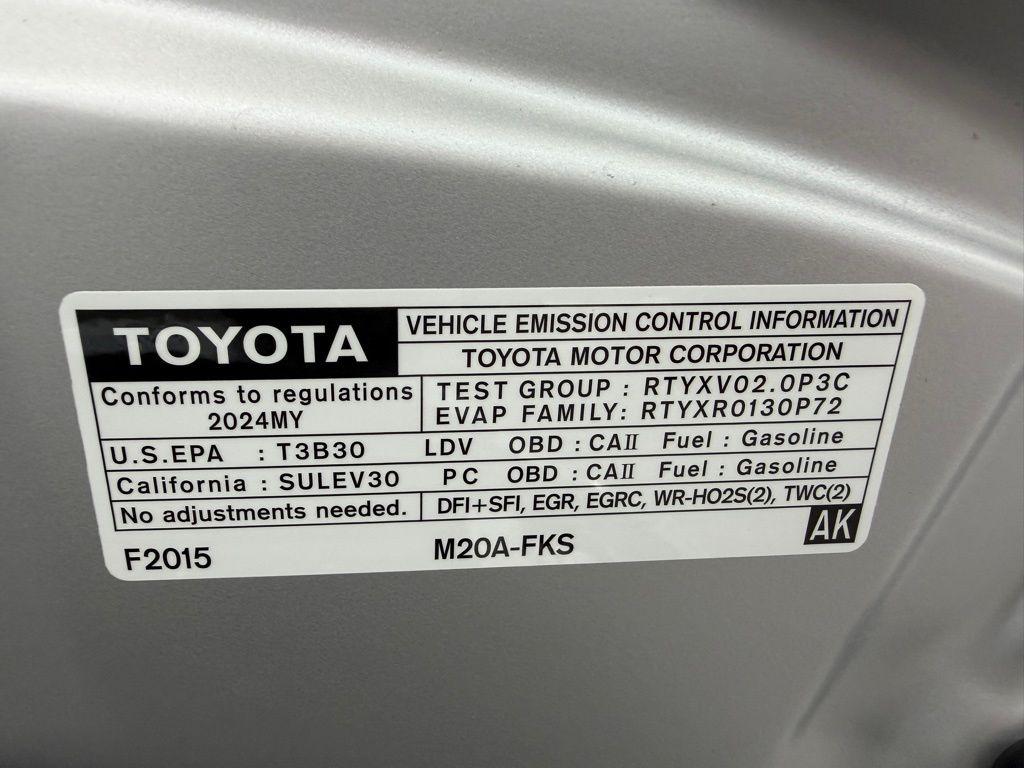 TOYOTA
VEHICLE EMISSION CONTROL INFORMATION
TOYOTA MOTOR CORPORATION
Conforms to regulations
2024MY
TEST GROUP : RTYXV02.0P3C
EVAP FAMILY: RTYXR0130P72
U.S.EPA : T3B30 LDV OBD : CAII Fuel : Gasoline
California : SULEV30 PC OBD : CAII Fuel : Gasoline
No adjustments needed. DFI+SFI, EGR, EGRC, WR-HO2S(2), TWC(2)
F2015 M20A-FKS AK